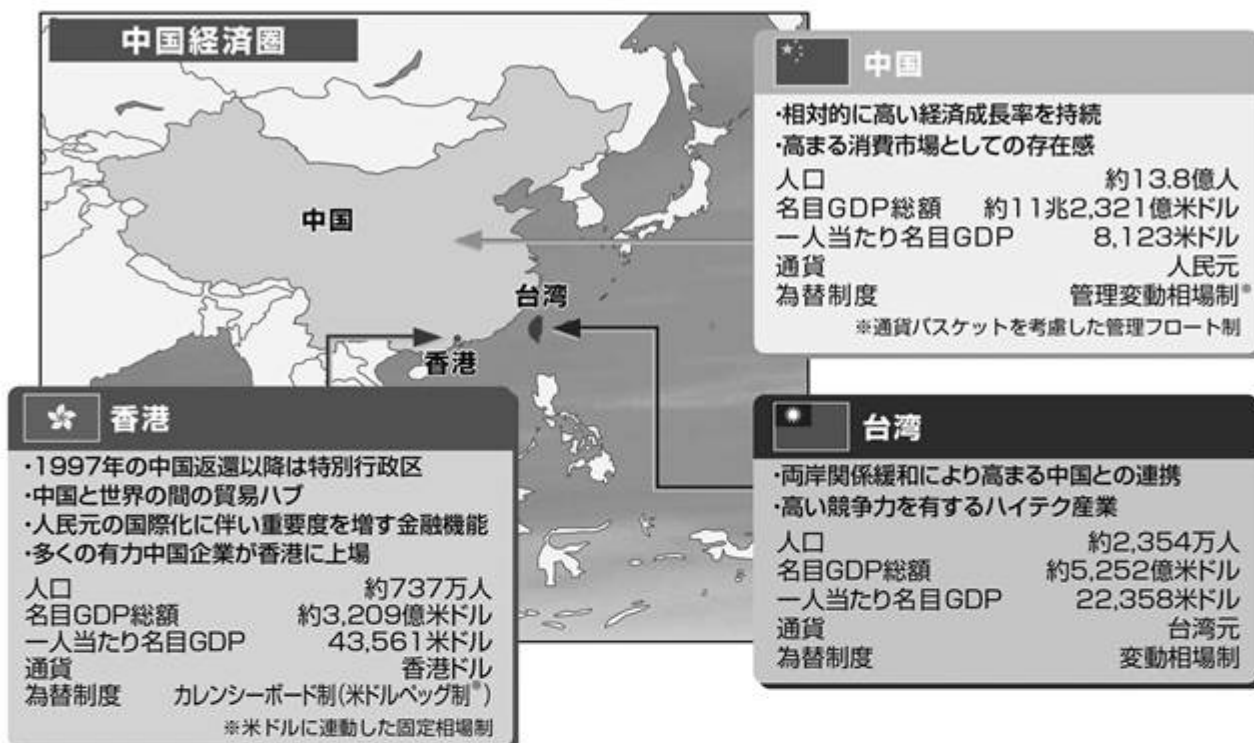 中国経済圏
中国
台湾
香港
中国
・相対的に高い経済成長率を持続
・高まる消費市場としての存在感
人口 約13.8億人
名目GDP総額 約11兆2,321億米ドル
一人当たり名目GDP 8,123米ドル
通貨 人民元
為替制度 管理変動相場制※
※通貨バスケットを考慮した管理フロート制
香港
・1997年の中国返還以降は特別行政区
・中国と世界の間の貿易ハブ
・人民元の国際化に伴い重要度を増す金融機能
・多くの有力中国企業が香港に上場
人口 約737万人
名目GDP総額 約3,209億米ドル
一人当たり名目GDP 43,561米ドル
通貨 香港ドル
為替制度 カレンシーボード制(米ドルペッグ制※)
※米ドルに連動した固定相場制
台湾
・両岸関係緩和により高まる中国との連携
・高い競争力を有するハイテク産業
人口 約2,354万人
名目GDP総額 約5,252億米ドル
一人当たり名目GDP 22,358米ドル
通貨 台湾元
為替制度 変動相場制